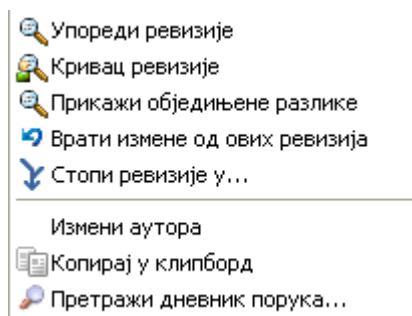 Упореди ревизије
Кривац ревизије
Прикажи обједињене разлике
Врати измене од ових ревизија
Стопи ревизије у...
Измени аутора
Копирај у клипборд
Претражи дневник порука...